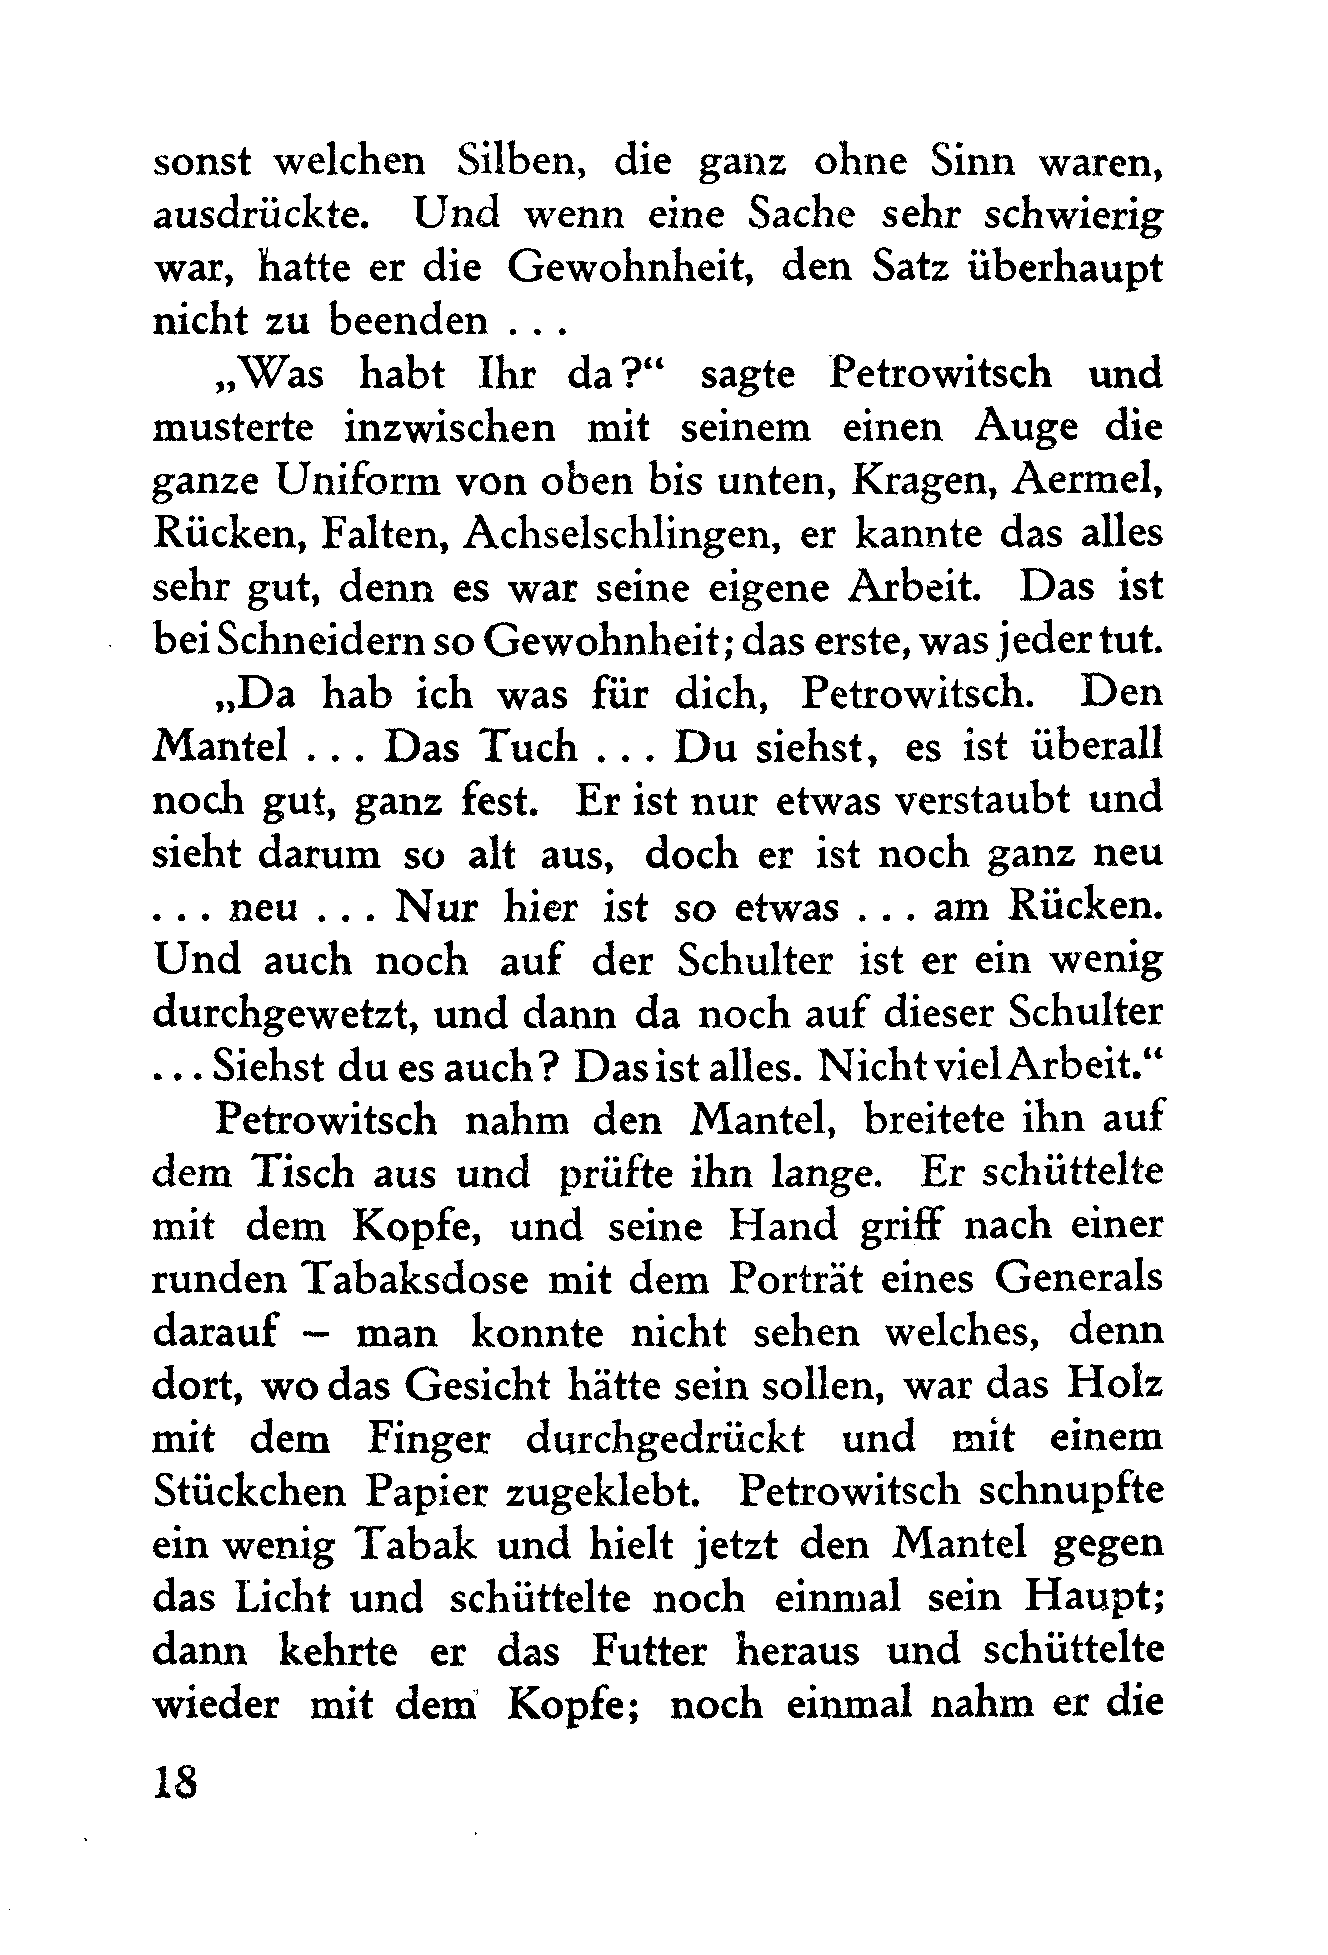 sonst welchen Silben, die ganz ohne Sinn waren,
ausdrückte. Und wenn eine Sache sehr schwierig
war, hatte er die Gewohnheit, den Satz überhaupt
nicht zu beenden . . .
„Was habt Ihr da?“ sagte Petrowitsch und
musterte inzwischen mit seinem einen Auge die
ganze Uniform von oben bis unten, Kragen, Aermel,
Rücken, Falten, Achselschlingen, er kannte das alles
sehr gut, denn es war seine eigene Arbeit. Das ist
bei Schneidern so Gewohnheit; das erste, was jeder tut.
„Da hab ich was für dich, Petrowitsch. Den
Mantel . . . Das Tuch . . . Du siehst, es ist überall
noch gut, ganz fest. Er ist nur etwas verstaubt und
sieht darum so alt aus, doch er ist noch ganz neu
. . . neu . . . Nur hier ist so etwas . . . am Rücken.
Und auch noch auf der Schulter ist er ein wenig
durchgewetzt, und dann da noch auf dieser Schulter
. . . Siehst du es auch? Das ist alles. Nicht viel Arbeit.“
Petrowitsch nahm den Mantel, breitete ihn auf
dem Tisch aus und prüfte ihn lange. Er schüttelte
mit dem Kopfe, und seine Hand griff nach einer
runden Tabaksdose mit dem Porträt eines Generals
darauf – man konnte nicht sehen welches, denn
dort, wo das Gesicht hätte sein sollen, war das Holz
mit dem Finger durchgedrückt und mit einem
Stückchen Papier zugeklebt. Petrowitsch schnupfte
ein wenig Tabak und hielt jetzt den Mantel gegen
das Licht und schüttelte noch einmal sein Haupt;
dann kehrte er das Futter heraus und schüttelte
wieder mit dem Kopfe; noch einmal nahm er die
18